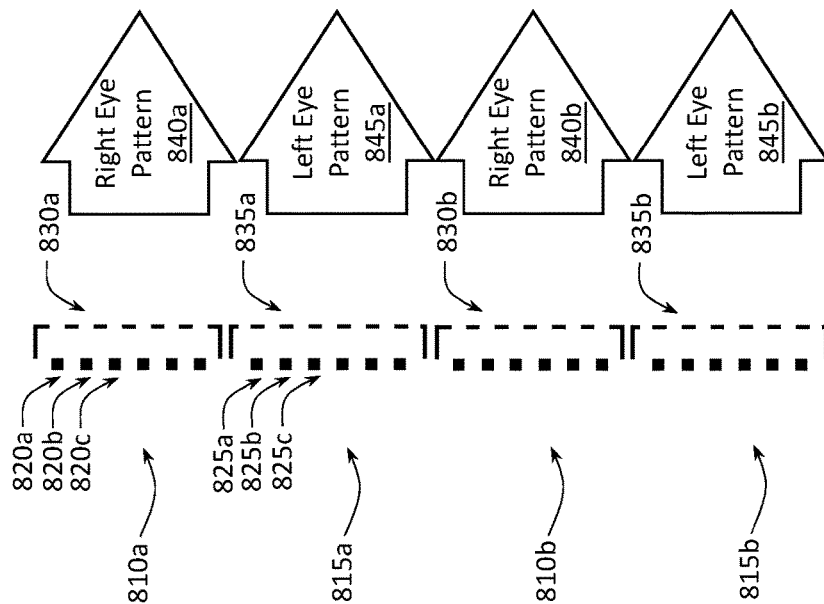 820a
820b
820c
810a
830a
Right Eye
Pattern
840a
825a
825b
825c
815a
835a
Left Eye
Pattern
845a
810b
830b
Right Eye
Pattern
840b
815b
835b
Left Eye
Pattern
845b